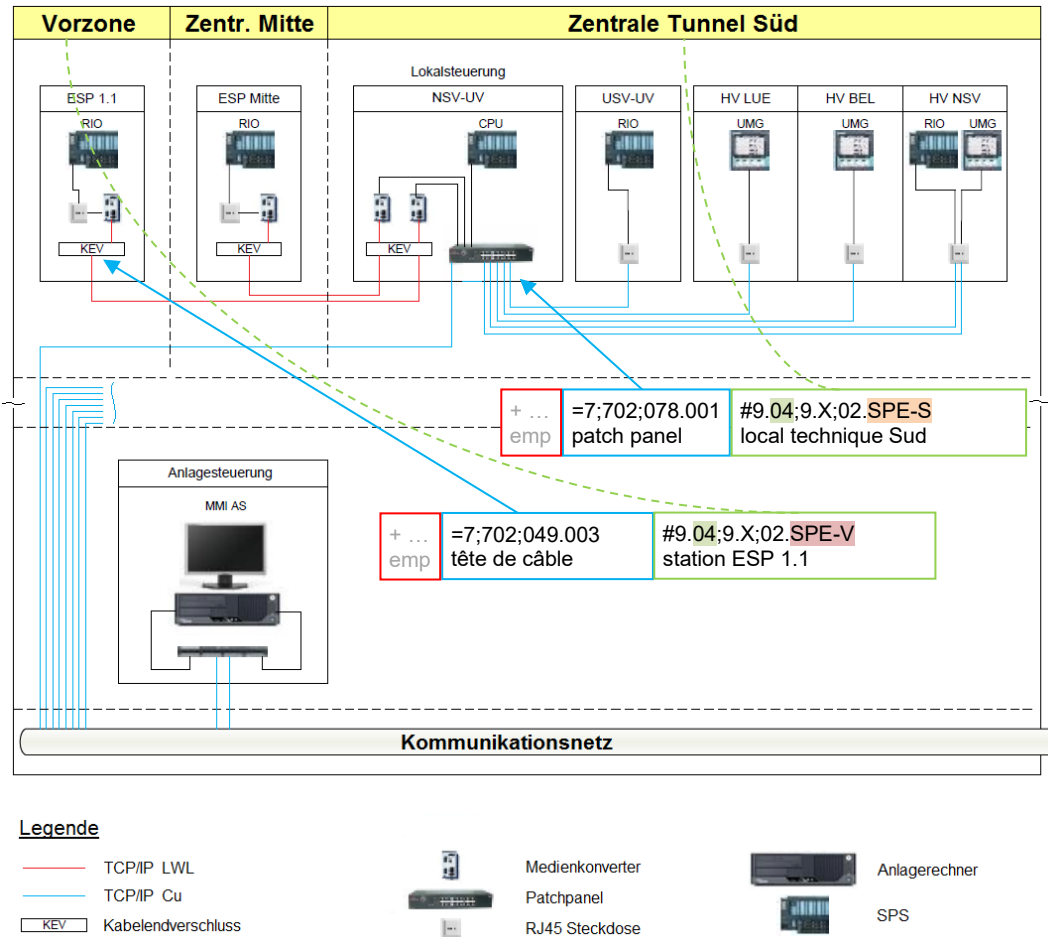 Vorzone
Zentr. Mitte
Zentrale Tunnel Süd
Lokalsteuerung
ESP 1.1
ESP Mitte
NSV-UV
USV-UV
HV LUE
HV BEL
HV NSV
RIO
RIO
CPU
RIO
UMG
UMG
RIO
UMG
KEV
KEV
KEV
+ …
emp
=7;702;078.001
patch panel
#9.04;9.X;02.SPE-S
local technique Sud
Anlagesteuerung
MMI AS
+ …
emp
=7;702;049.003
tête de câble
#9.04;9.X;02.SPE-V
station ESP 1.1
Kommunikationsnetz
Legende
TCP/IP LWL
Medienkonverter
Anlagerechner
TCP/IP Cu
Patchpanel
KEV
Kabelendverschluss
RJ45 Steckdose
SPS